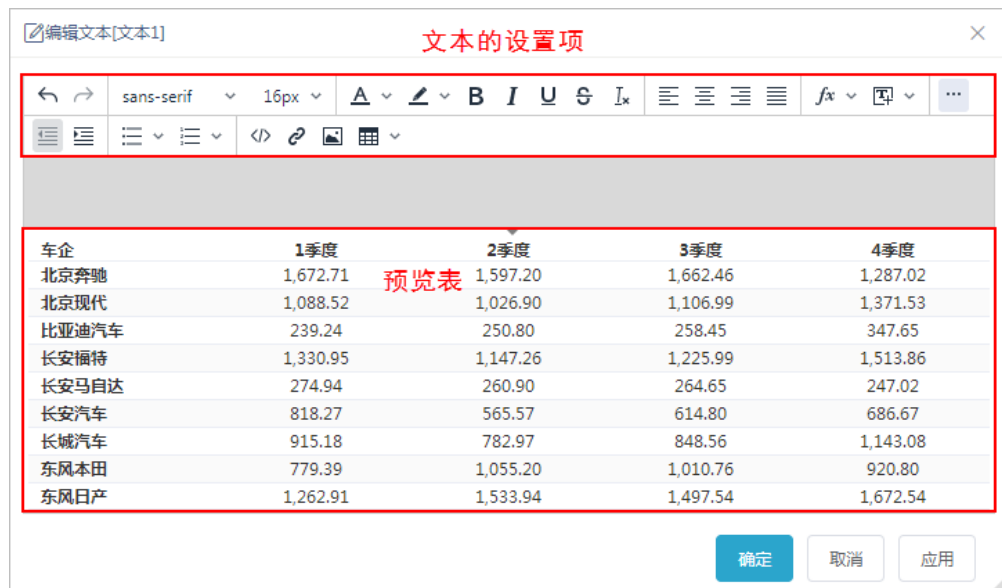 编辑文本[文本1]
文本的设置项
sans-serif 16px A B I U S I fx T ...
车企 1季度 2季度 3季度 4季度
预览表
北京奔驰 1,672.71 1,597.20 1,662.46 1,287.02
北京现代 1,088.52 1,026.90 1,106.99 1,371.53
比亚迪汽车 239.24 250.80 258.45 347.65
长安福特 1,330.95 1,147.26 1,225.99 1,513.86
长安马自达 274.94 260.90 264.65 247.02
长安汽车 818.27 565.57 614.80 686.67
长城汽车 915.18 782.97 848.56 1,143.08
东风本田 779.39 1,055.20 1,010.76 920.80
东风日产 1,262.91 1,533.94 1,497.54 1,672.54
确定 取消 应用